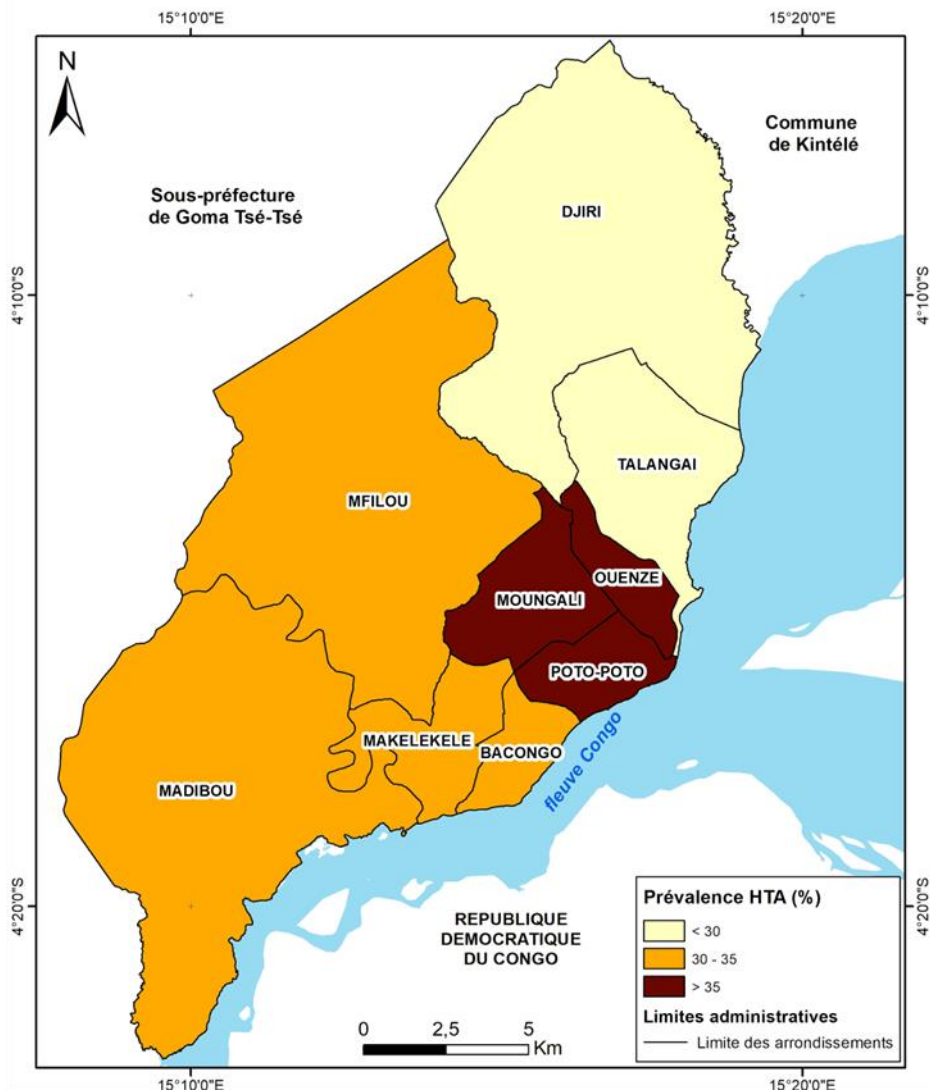 15°10'0"E
15°20'0"E
N
Commune
de Kintélé
Sous-préfecture
de Goma Tsé-Tsé
DJIRI
4°10'0"S
4°10'0"S
TALANGAI
MFILOU
OUENZE
MOUNGALI
POTO-POTO
MAKELEKELE
BACONGO
fleuve Congo
MADIBOU
4°20'0"S
4°20'0"S
REPUBLIQUE
DEMOCRATIQUE
DU CONGO
Prévalence HTA (%)
< 30
30 - 35
> 35
Limites administratives
Limite des arrondissements
0 2,5 5
Km
15°10'0"E
15°20'0"E